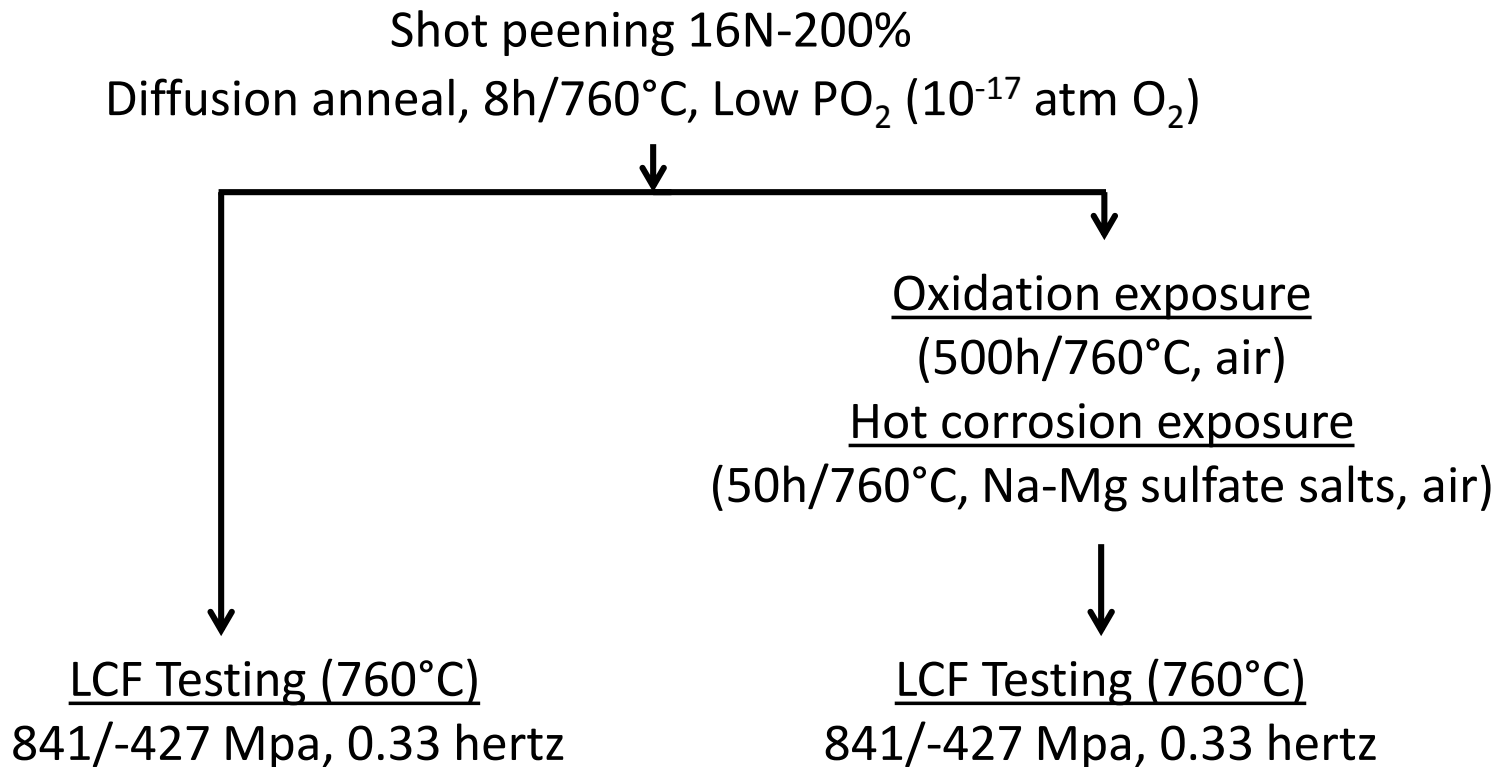 Shot peening 16N-200%
Diffusion anneal, 8h/760°C, Low PO₂ (10⁻¹⁷ atm O₂)
Oxidation exposure
(500h/760°C, air)
Hot corrosion exposure
(50h/760°C, Na-Mg sulfate salts, air)
LCF Testing (760°C)
841/-427 Mpa, 0.33 hertz
LCF Testing (760°C)
841/-427 Mpa, 0.33 hertz